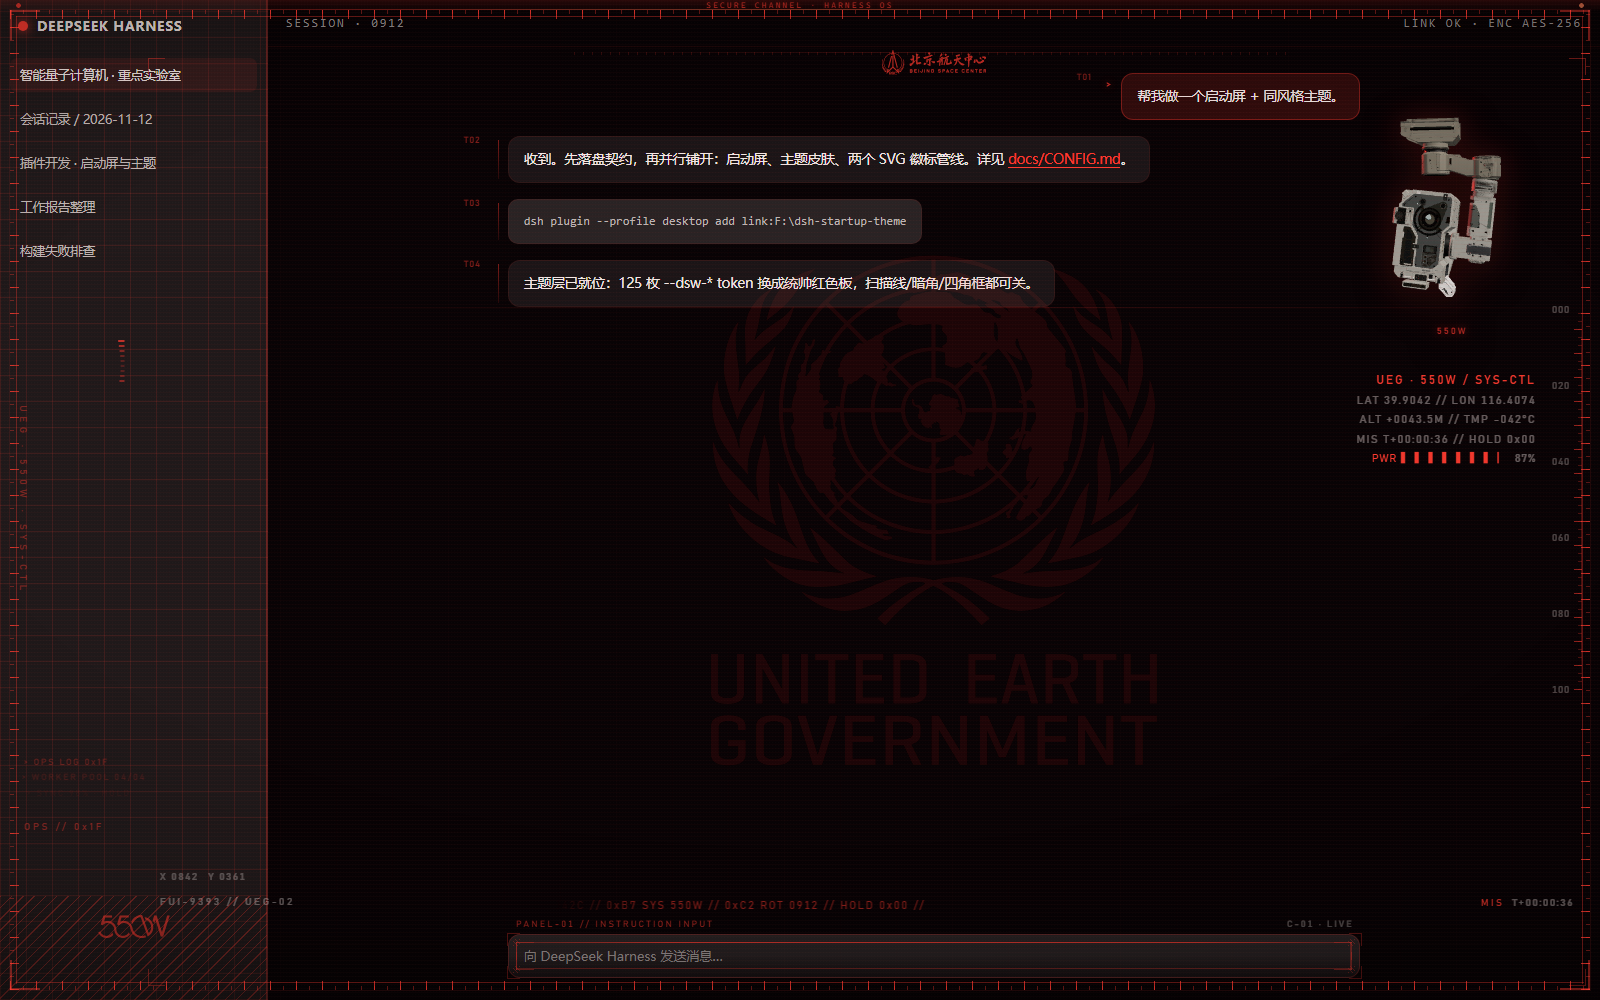 SECURE CHANNEL · HARNESS OS
DEEPSEEK HARNESS
SESSION · 0912
LINK OK · ENC AES-256
智能量子计算机 · 重点实验室
会话记录 / 2026-11-12
插件开发 · 启动屏与主题
工作报告整理
构建失败排查
北京航天中心
BEIJING SPACE CENTER
T01
>
帮我做一个启动屏 + 同风格主题。
T02
收到。先落盘契约，再并行铺开：启动屏、主题皮肤、两个 SVG 徽标管线。详见 docs/CONFIG.md。
T03
dsh plugin --profile desktop add link:F:\dsh-startup-theme
T04
主题层已就位：125 枚 --dsw-* token 换成统帅红色板，扫描线/暗角/四角框都可关。
550W
UEG · 550W / SYS-CTL
LAT 39.9042 // LON 116.4074
ALT +0043.5M // TMP -042°C
MIS T+00:00:36 // HOLD 0x00
PWR 87%
000
020
040
060
080
100
UEG · 550W · SYS-CTL
UNITED EARTH
GOVERNMENT
· OPS LOG 0x1F
· WORKER POOL 04/04
OPS // 0x1F
X 0842 Y 0361
FUI-9393 // UEG-02
550W
// 0xB7 SYS 550W // 0xC2 ROT 0912 // HOLD 0x00 //
MIS T+00:00:36
PANEL-01 // INSTRUCTION INPUT
C-01 · LIVE
向 DeepSeek Harness 发送消息...